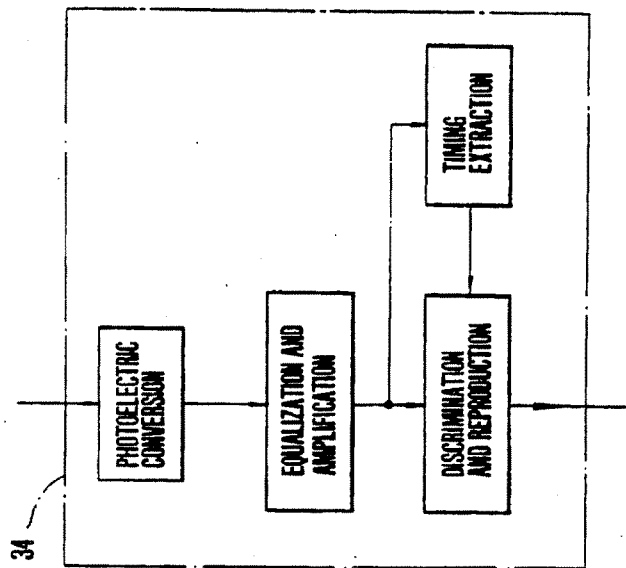 34
PHOTOELECTRIC
CONVERSION
EQUALIZATION AND
AMPLIFICATION
DISCRIMINATION
AND REPRODUCTION
TIMING
EXTRACTION